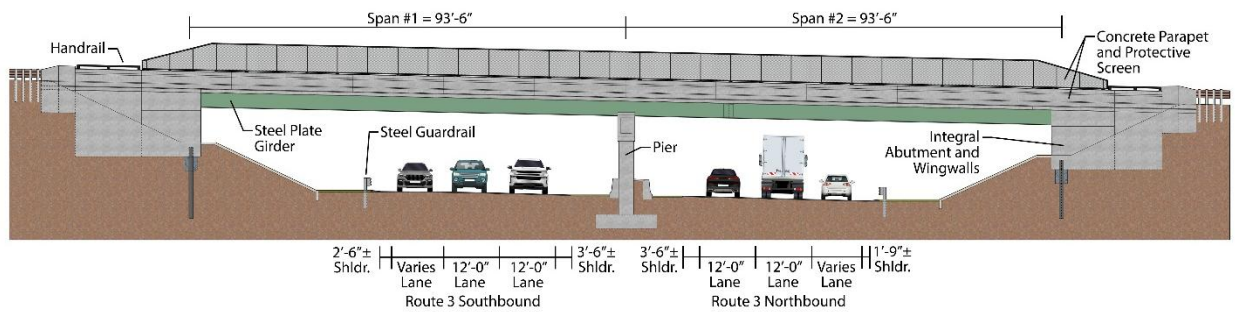 Span #1 = 93'-6"
Span #2 = 93'-6"
Handrail
Concrete Parapet
and Protective
Screen
Steel Plate
Girder
Steel Guardrail
Pier
Integral
Abutment and
Wingwalls
2'-6"±
Shldr.
Varies
Lane
12'-0"
Lane
12'-0"
Lane
3'-6"±
Shldr.
3'-6"±
Shldr.
12'-0"
Lane
12'-0"
Lane
Varies
Lane
1'-9"±
Shldr.
Route 3 Southbound
Route 3 Northbound